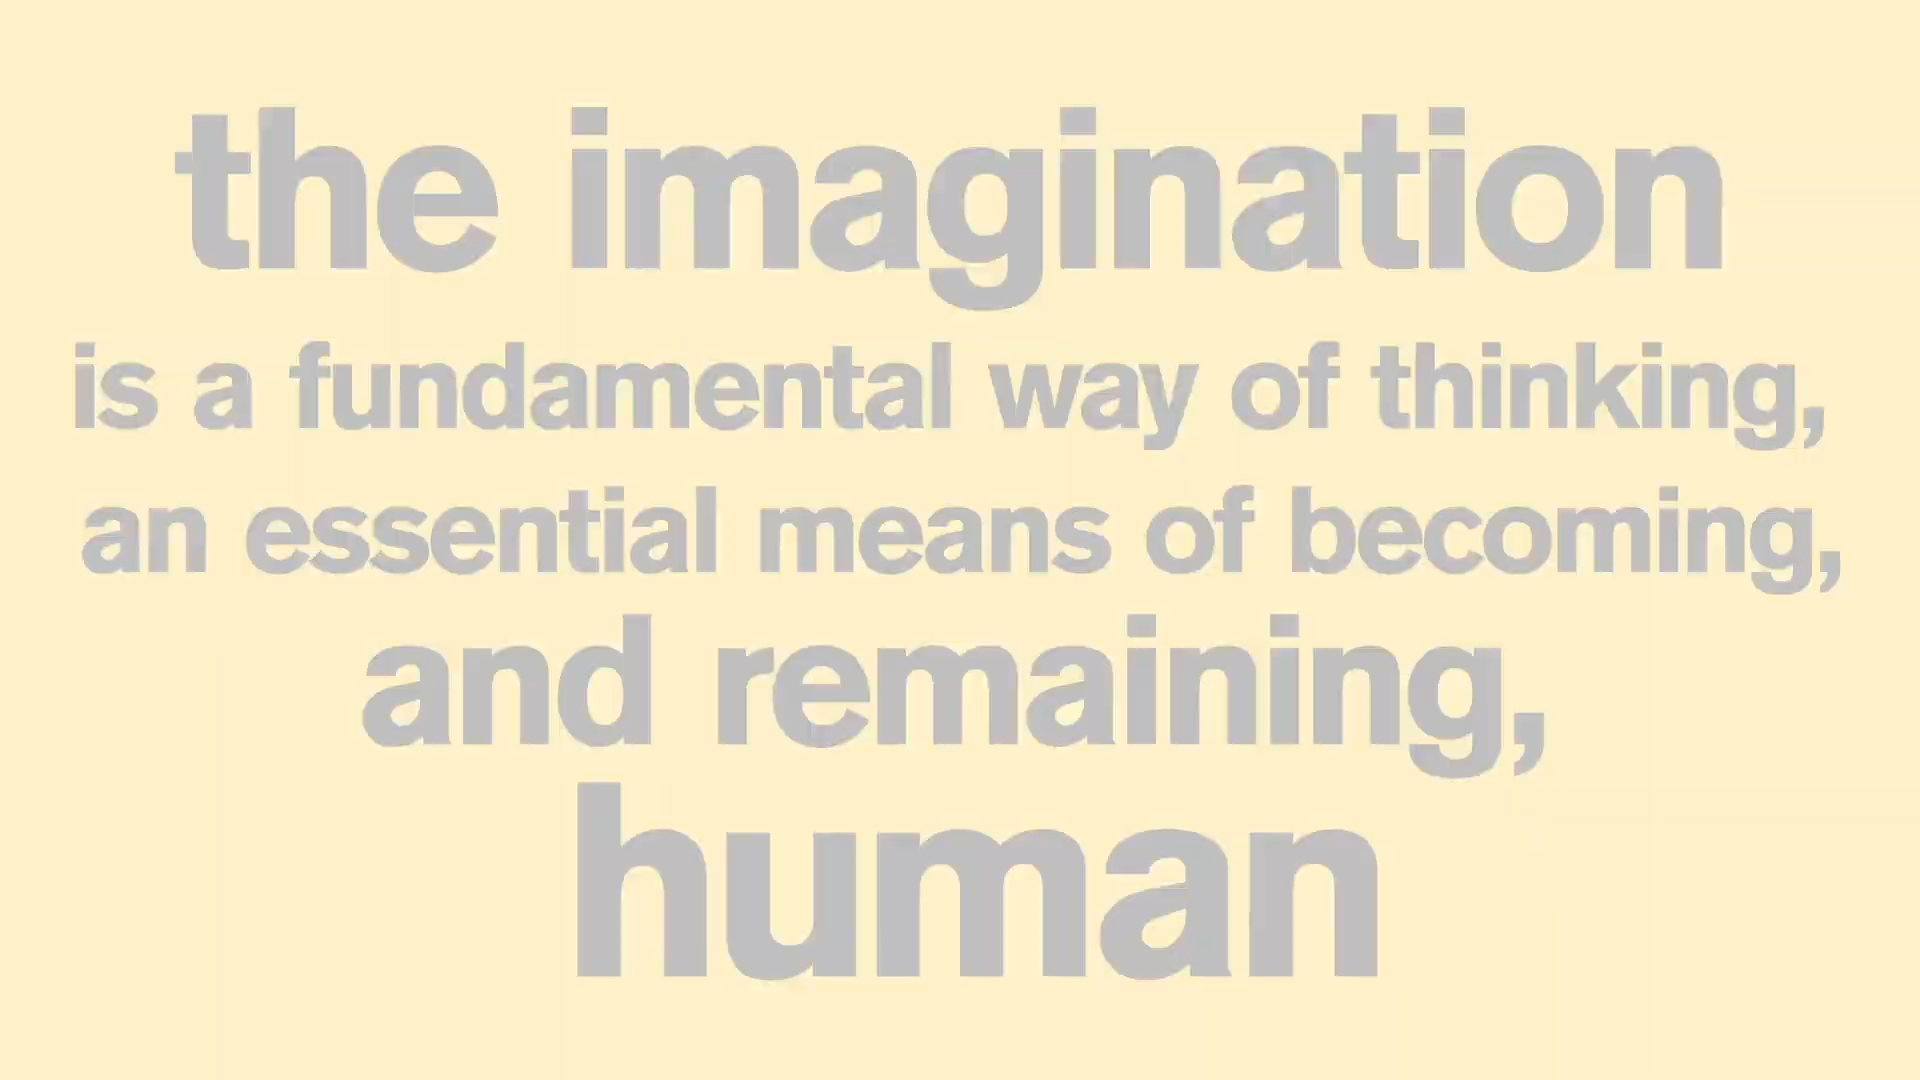 the imagination
is a fundamental way of thinking,
an essential means of becoming,
and remaining,
human